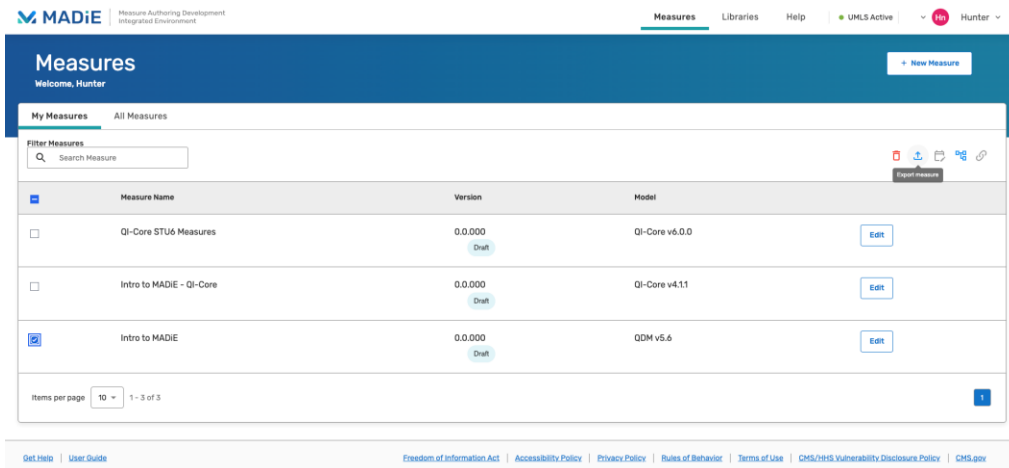 MADiE
Measure Authoring Development
Integrated Environment
Measures Libraries Help UMLS Active Hn Hunter
Measures
Welcome, Hunter
+ New Measure
My Measures All Measures
Filter Measures
Search Measure
Export measure
Measure Name Version Model
QI-Core STU6 Measures 0.0.000 QI-Core v6.0.0 Edit
Draft
Intro to MADiE - QI-Core 0.0.000 QI-Core v4.1.1 Edit
Draft
Intro to MADiE 0.0.000 QDM v5.6 Edit
Draft
Items per page 10 1 - 3 of 3 1
Get Help | User Guide Freedom of Information Act | Accessibility Policy | Privacy Policy | Rules of Behavior | Terms of Use | CMS/HHS Vulnerability Disclosure Policy | CMS.gov